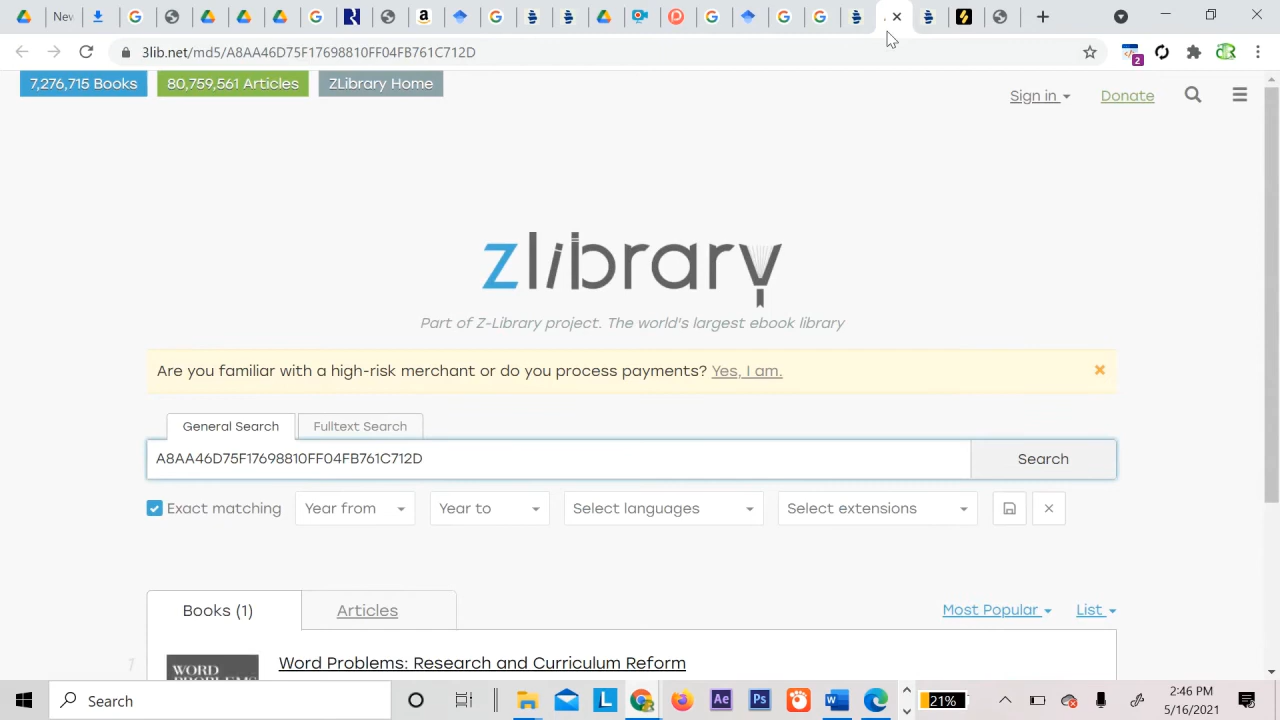 New
3lib.net/md5/A8AA46D75F17698810FF04FB761C712D
2
7,276,715 Books
80,759,561 Articles
ZLibrary Home
Sign in
Donate
zlibrary
Part of Z-Library project. The world's largest ebook library
Are you familiar with a high-risk merchant or do you process payments? Yes, I am.
General Search
Fulltext Search
A8AA46D75F17698810FF04FB761C712D
Search
Exact matching
Year from
Year to
Select languages
Select extensions
Books (1)
Articles
Most Popular
List
1
WORD
Word Problems: Research and Curriculum Reform
Search
21%
2:46 PM
5/16/2021